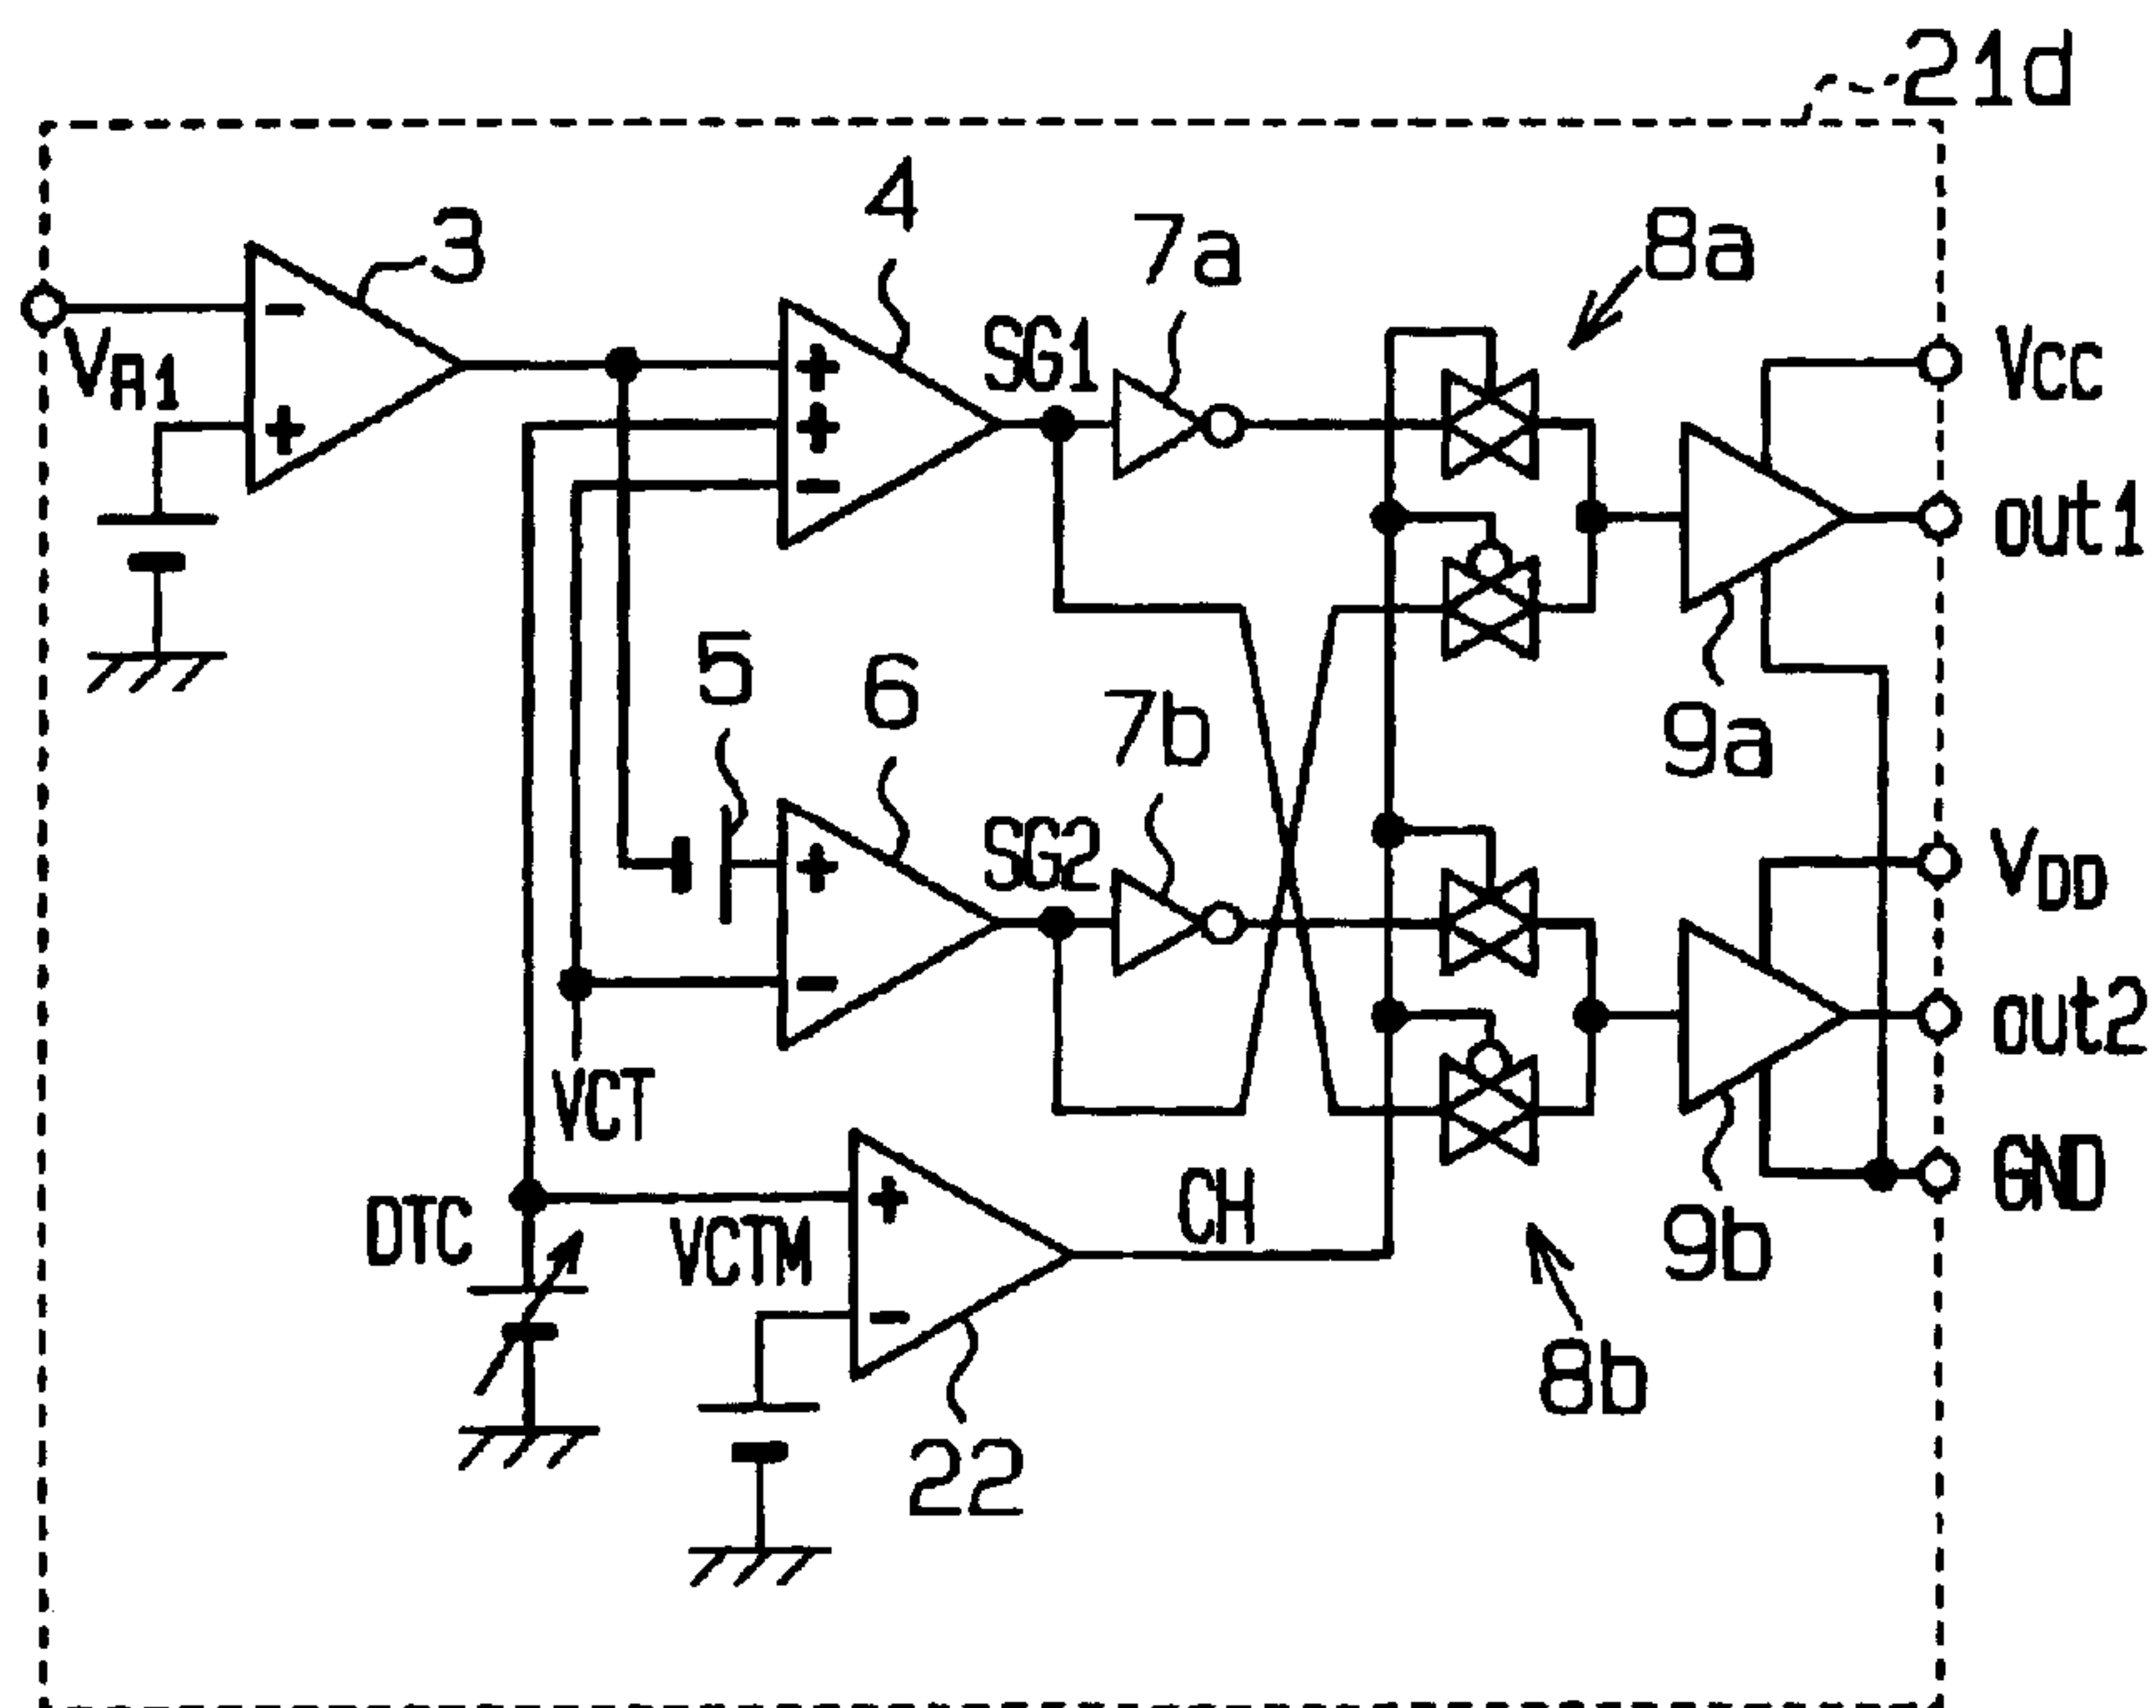 21d
4
3
7a
8a
VR1
-
+
+
+
-
SG1
VCC
out1
5
6
7b
9a
SG2
+
-
VDD
out2
VCT
GND
DTC
VCTM
+
-
CH
9b
8b
22